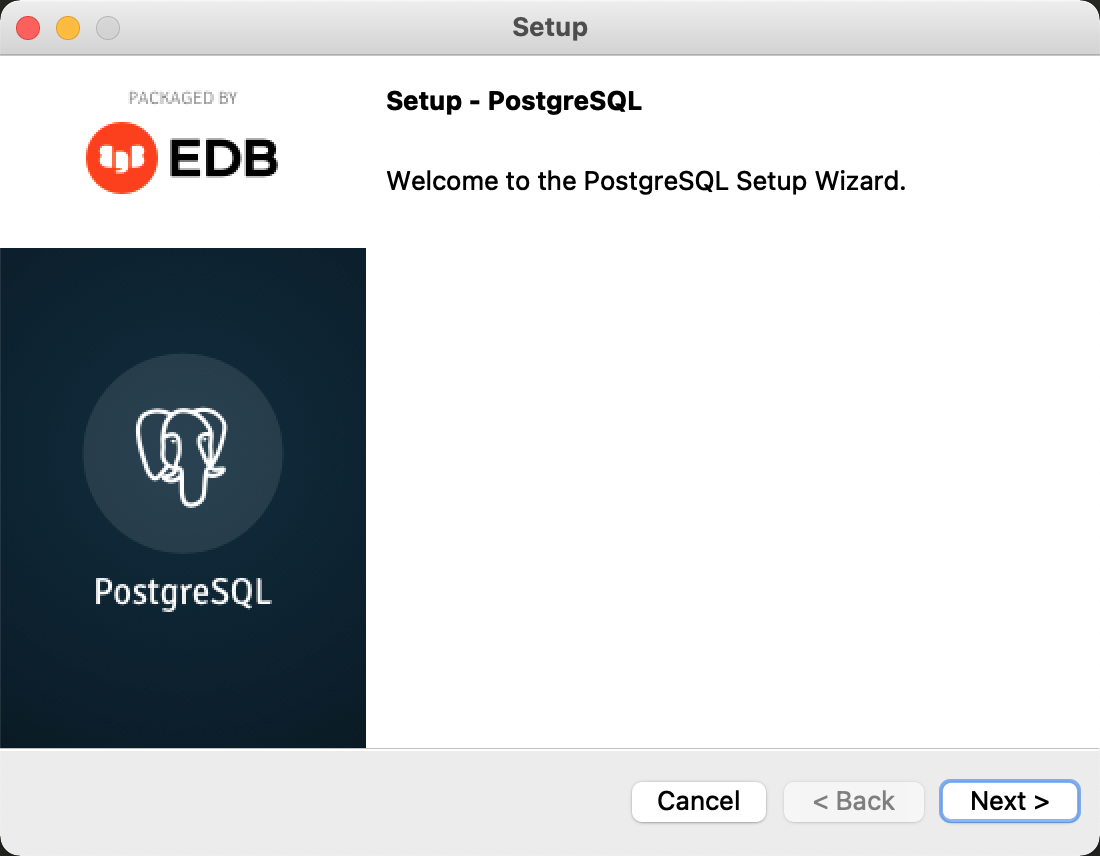 Setup
PACKAGED BY
EDB
Setup - PostgreSQL
Welcome to the PostgreSQL Setup Wizard.
PostgreSQL
Cancel
< Back
Next >